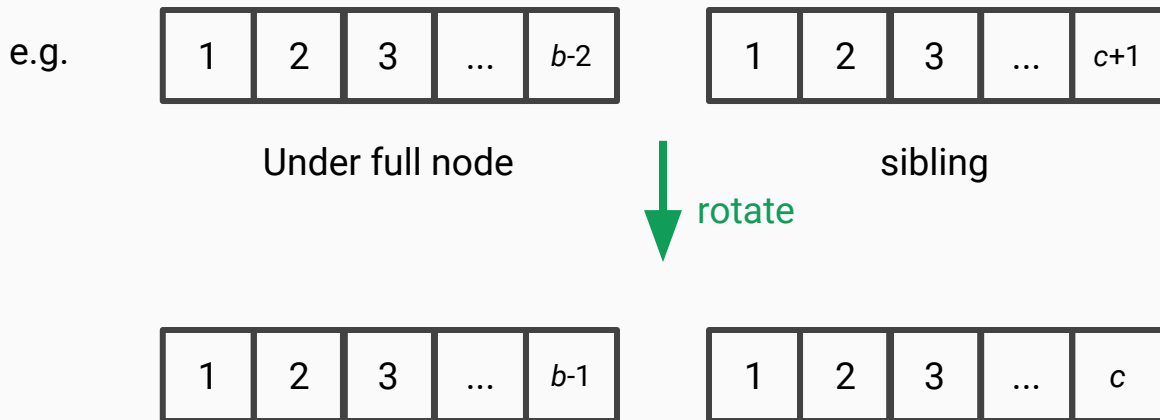 e.g. 1 2 3 ... b-2 1 2 3 ... c+1
Under full node sibling
rotate
1 2 3 ... b-1 1 2 3 ... c